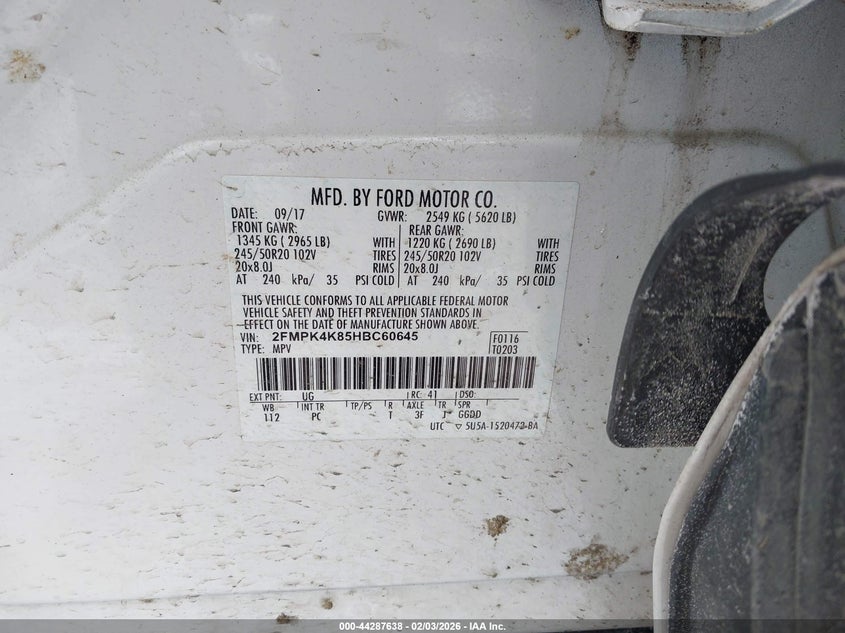 MFD. BY FORD MOTOR CO.
DATE: 09/17 GVWR: 2549 KG ( 5620 LB)
FRONT GAWR: REAR GAWR:
1345 KG ( 2965 LB) WITH 1220 KG ( 2690 LB) WITH
245/50R20 102V TIRES 245/50R20 102V TIRES
20x8.0J RIMS 20x8.0J RIMS
AT 240 kPa/ 35 PSI COLD AT 240 kPa/ 35 PSI COLD
THIS VEHICLE CONFORMS TO ALL APPLICABLE FEDERAL MOTOR
VEHICLE SAFETY AND THEFT PREVENTION STANDARDS IN
EFFECT ON THE DATE OF MANUFACTURE SHOWN ABOVE.
VIN: 2FMPK4K85HBC60645 F0116
TYPE: MPV T0203
EXT PNT: UG RC: 41 DSO:
WB INT TR TP/PS R AXLE TR SPR
112 PC T 3F J GGDD
UTC ▽ 5U5A-1520472-BA
000-44287638 - 02/03/2026 - IAA Inc.